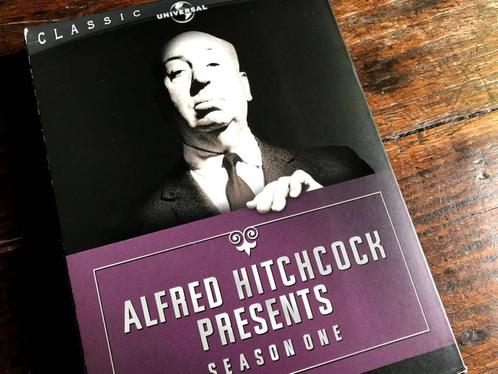 CLASSIC UNIVERSAL
ALFRED HITCHCOCK
PRESENTS
SEASON ONE